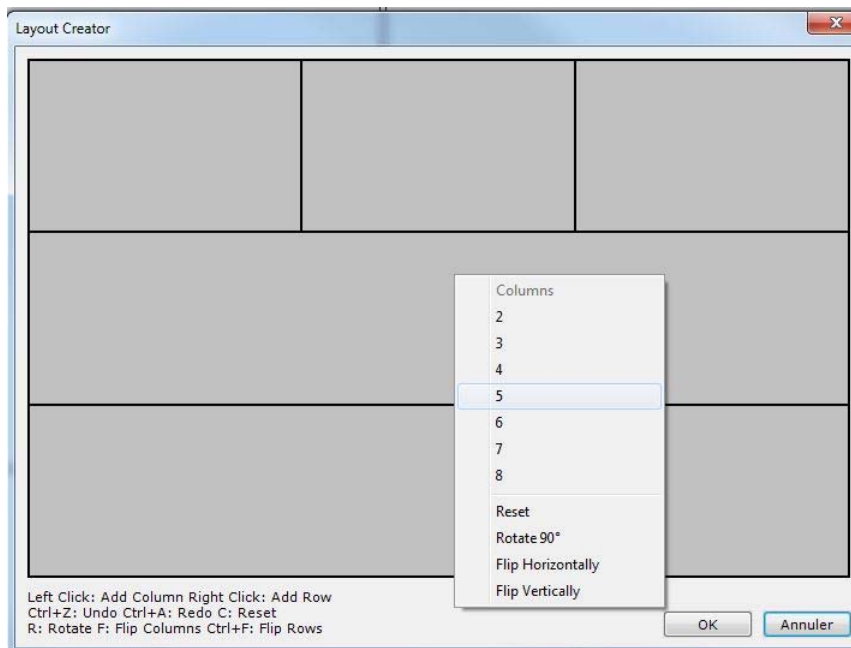 Layout Creator
Columns
2
3
4
5
6
7
8
Reset
Rotate 90°
Flip Horizontally
Flip Vertically
Left Click: Add Column Right Click: Add Row
Ctrl+Z: Undo Ctrl+A: Redo C: Reset
R: Rotate F: Flip Columns Ctrl+F: Flip Rows
OK
Annuler